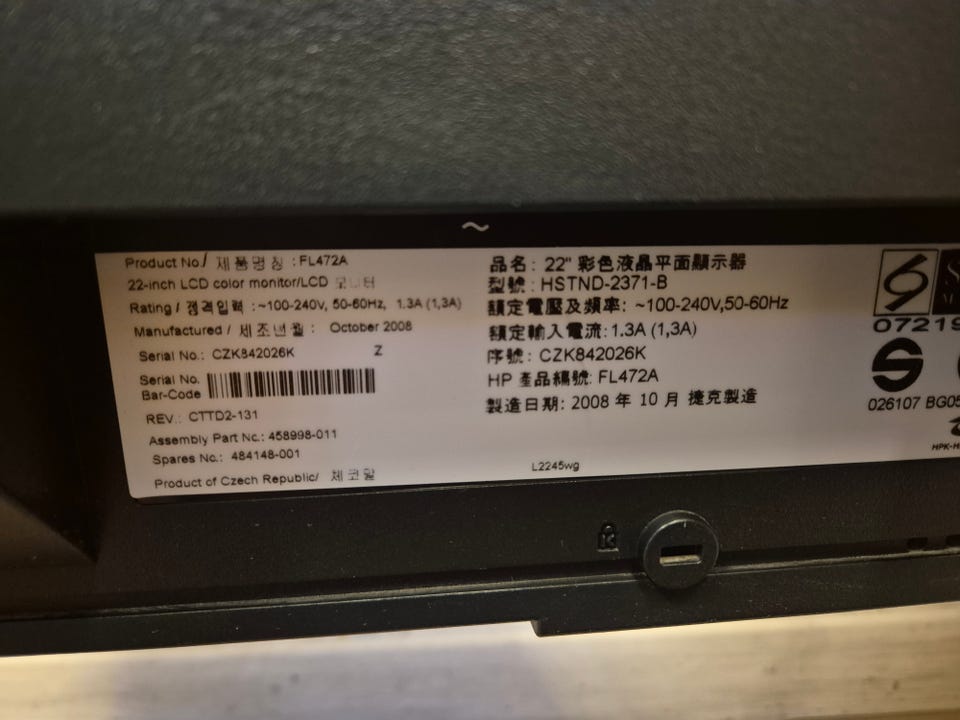 ~
Product No./ 제품명칭 : FL472A
22-inch LCD color monitor/LCD 모니터
Rating / 정격입력 : ~100-240V, 50-60Hz, 1.3A (1,3A)
Manufactured / 제조년월 : October 2008
Serial No.: CZK842026K Z
Serial No.
Bar-Code
REV.: CTTD2-131
Assembly Part No.: 458998-011
Spares No.: 484148-001
Product of Czech Republic/ 체코말
品名: 22" 彩色液晶平面顯示器
型號: HSTND-2371-B
額定電壓及頻率: ~100-240V,50-60Hz
額定輸入電流: 1.3A (1,3A)
序號: CZK842026K
HP 產品編號: FL472A
製造日期: 2008 年 10 月 捷克製造
L2245wg
07219
026107 BG05